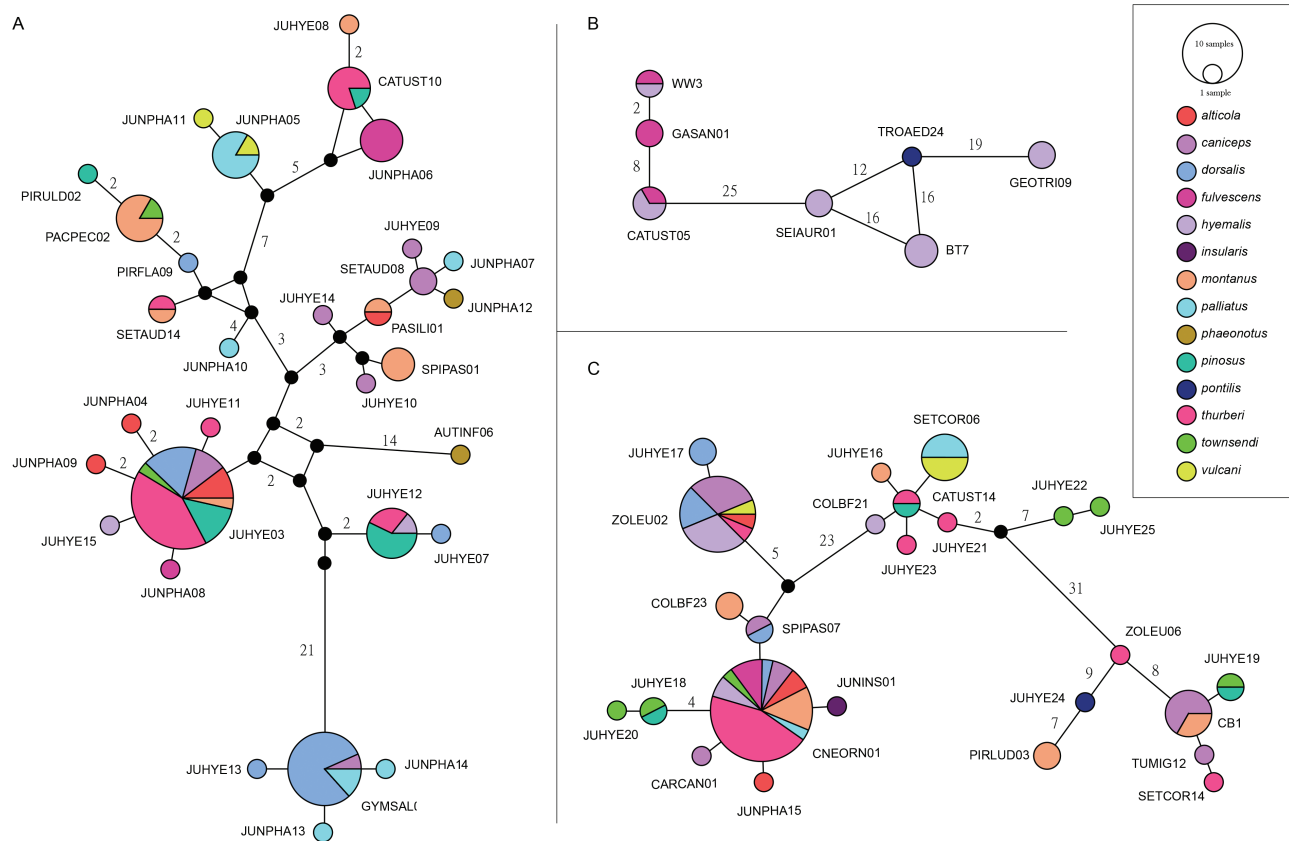 A
JUHYE08
2
CATUST10
JUNPHA11
JUNPHA05
5
JUNPHA06
PIRULD02
2
PACPEC02
2
7
PIRFLA09
SETAUD14
4
JUNPHA10
3
JUHYE09
SETAUD08
JUNPHA07
JUNPHA12
JUHYE14
PASILI01
3
SPIPAS01
JUHYE10
2
14
AUTINF06
2
JUNPHA04
JUHYE11
2
JUNPHA09
2
JUHYE03
JUHYE15
JUNPHA08
JUHYE12
2
JUHYE07
21
JUHYE13
JUNPHA14
GYMSAL
JUNPHA13
B
WW3
2
GASAN01
8
CATUST05
25
SEIAUR01
12
TROAED24
19
GEOTRI09
16
16
BT7
C
JUHYE17
ZOLEU02
5
23
COLBF23
SPIPAS07
JUHYE16
SETCOR06
COLBF21
CATUST14
JUHYE23
JUHYE21
2
7
JUHYE22
JUHYE25
31
ZOLEU06
9
8
JUHYE24
7
PIRLUD03
JUHYE19
CB1
TUMIG12
SETCOR14
JUHYE18
4
JUHYE20
JUNINS01
CNEORN01
CARCAN01
JUNPHA15
10 samples
1 sample
alticola
caniceps
dorsalis
fulvescens
hyemalis
insularis
montanus
palliatus
phaeonotus
pinosus
pontilis
thurberi
townsendi
vulcani